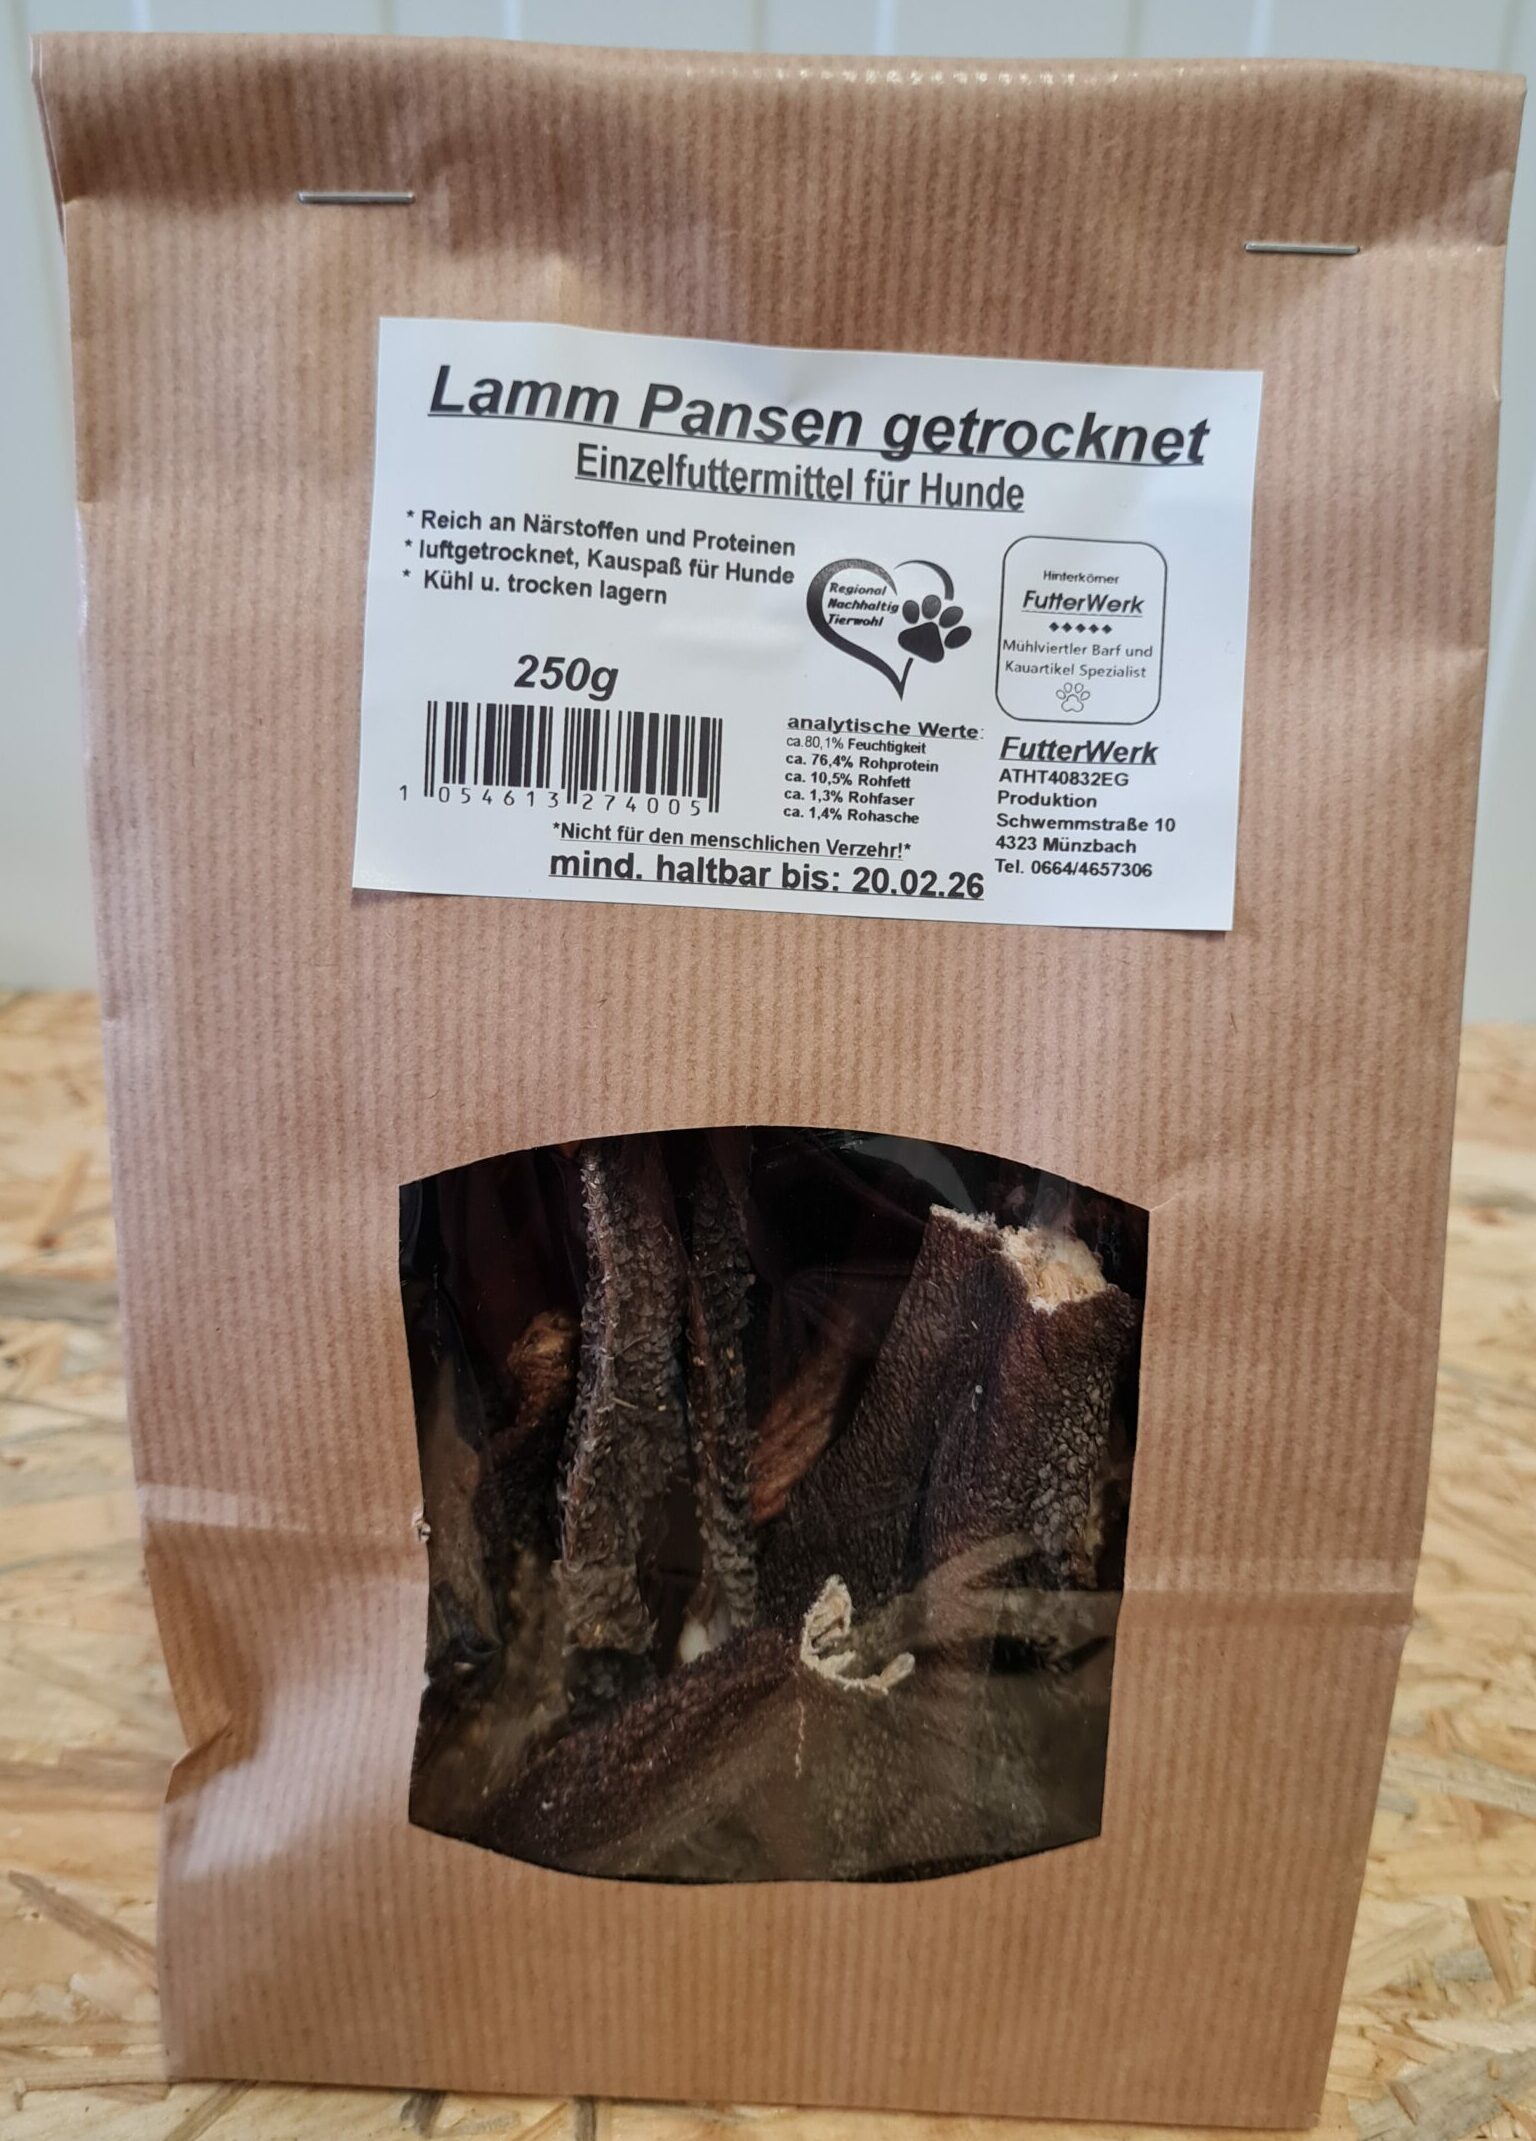 Lamm Pansen getrocknet
Einzelfuttermittel für Hunde
* Reich an Närstoffen und Proteinen
* luftgetrocknet, Kauspaß für Hunde
* Kühl u. trocken lagern
Regional
Nachhaltig
Tierwohl
Hinterkörner
FutterWerk
Mühlviertler Barf und
Kauartikel Spezialist
250g
1 054613 274005
analytische Werte:
ca.80,1% Feuchtigkeit
ca. 76,4% Rohprotein
ca. 10,5% Rohfett
ca. 1,3% Rohfaser
ca. 1,4% Rohasche
FutterWerk
ATHT40832EG
Produktion
Schwemmstraße 10
4323 Münzbach
Tel. 0664/4657306
*Nicht für den menschlichen Verzehr!*
mind. haltbar bis: 20.02.26